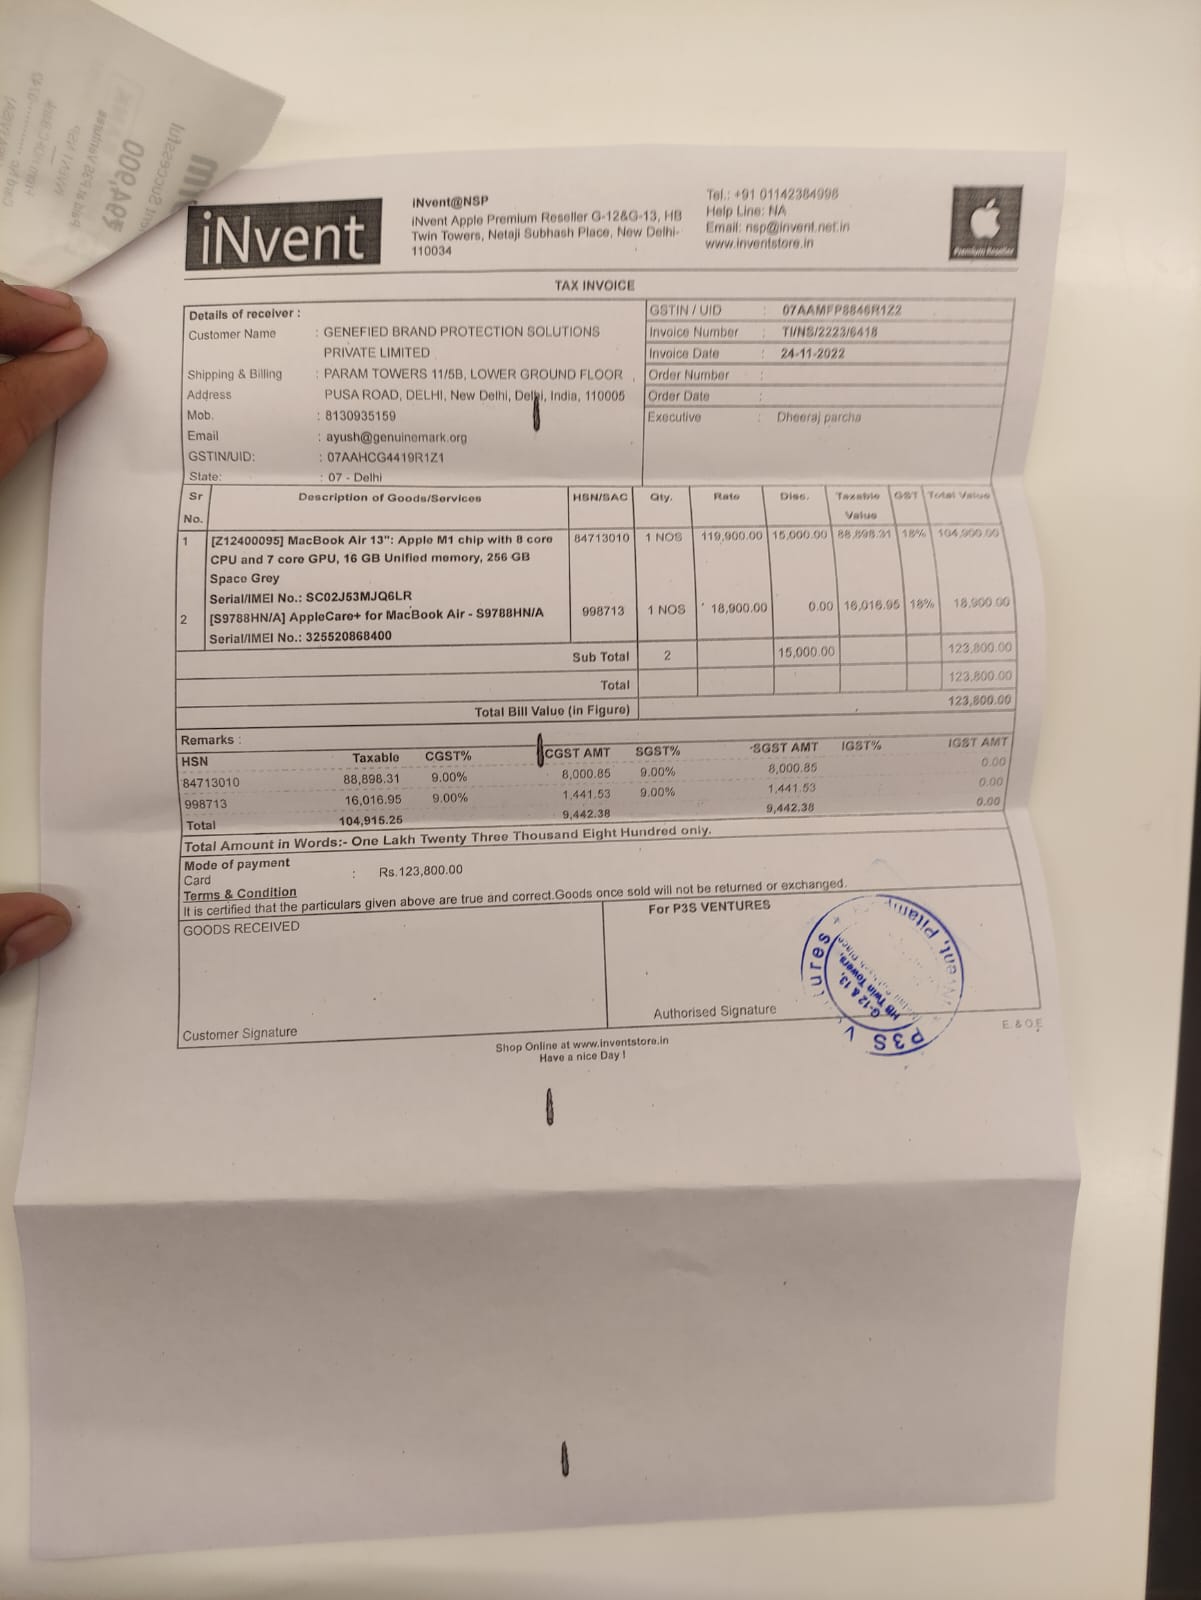 iNvent
iNvent@NSP
iNvent Apple Premium Reseller G-12&G-13, HB
Twin Towers, Netaji Subhash Place, New Delhi-
110034
Tel.: +91 01142384998
Help Line: NA
Email: nsp@invent.net.in
www.inventstore.in
Premium Reseller
TAX INVOICE
Details of receiver :
Customer Name : GENEFIED BRAND PROTECTION SOLUTIONS
PRIVATE LIMITED
Shipping & Billing : PARAM TOWERS 11/5B, LOWER GROUND FLOOR ,
Address PUSA ROAD, DELHI, New Delhi, Delhi, India, 110005
Mob. : 8130935159
Email : ayush@genuinemark.org
GSTIN/UID: : 07AAHCG4419R1Z1
State: : 07 - Delhi
GSTIN / UID : 07AAMFP8846R1Z2
Invoice Number : TI/NS/2223/6418
Invoice Date : 24-11-2022
Order Number :
Order Date :
Executive : Dheeraj parcha
Sr No. Description of Goods/Services HSN/SAC Qty. Rate Disc. Taxable Value GST Total Value
1 [Z12400095] MacBook Air 13": Apple M1 chip with 8 core 84713010 1 NOS 119,900.00 15,000.00 88,898.31 18% 104,900.00
CPU and 7 core GPU, 16 GB Unified memory, 256 GB
Space Grey
Serial/IMEI No.: SC02J53MJQ6LR
2 [S9788HN/A] AppleCare+ for MacBook Air - S9788HN/A 998713 1 NOS 18,900.00 0.00 16,016.95 18% 18,900.00
Serial/IMEI No.: 325520868400
Sub Total 2 15,000.00 123,800.00
Total 123,800.00
Total Bill Value (in Figure) 123,800.00
Remarks :
HSN Taxable CGST% CGST AMT SGST% SGST AMT IGST% IGST AMT
84713010 88,898.31 9.00% 8,000.85 9.00% 8,000.85 0.00
998713 16,016.95 9.00% 1,441.53 9.00% 1,441.53 0.00
Total 104,915.25 9,442.38 9,442.38 0.00
Total Amount in Words:- One Lakh Twenty Three Thousand Eight Hundred only.
Mode of payment
Card : Rs.123,800.00
Terms & Condition
It is certified that the particulars given above are true and correct.Goods once sold will not be returned or exchanged.
GOODS RECEIVED
For P3S VENTURES
Customer Signature
Authorised Signature
P3S
G-12 & 13,
HB Twin Towers,
E. & O.E
Shop Online at www.inventstore.in
Have a nice Day !